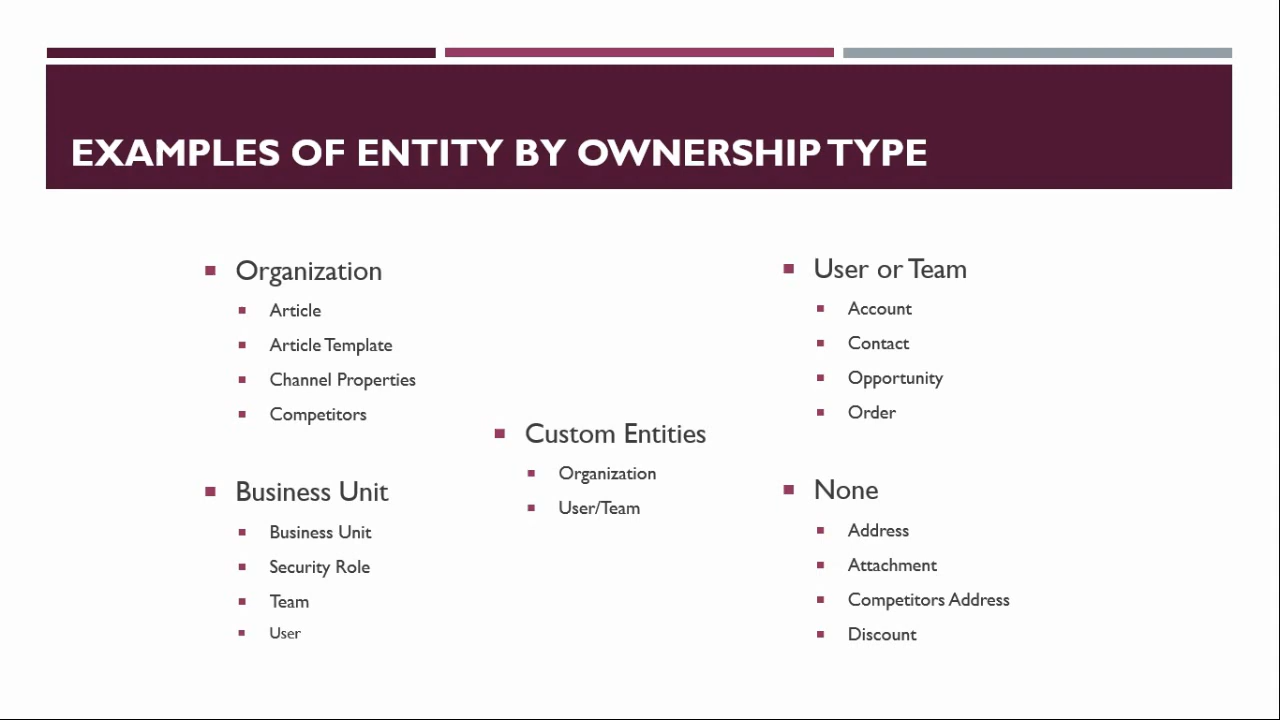 EXAMPLES OF ENTITY BY OWNERSHIP TYPE
Organization
Article
Article Template
Channel Properties
Competitors
Business Unit
Business Unit
Security Role
Team
User
Custom Entities
Organization
User/Team
User or Team
Account
Contact
Opportunity
Order
None
Address
Attachment
Competitors Address
Discount